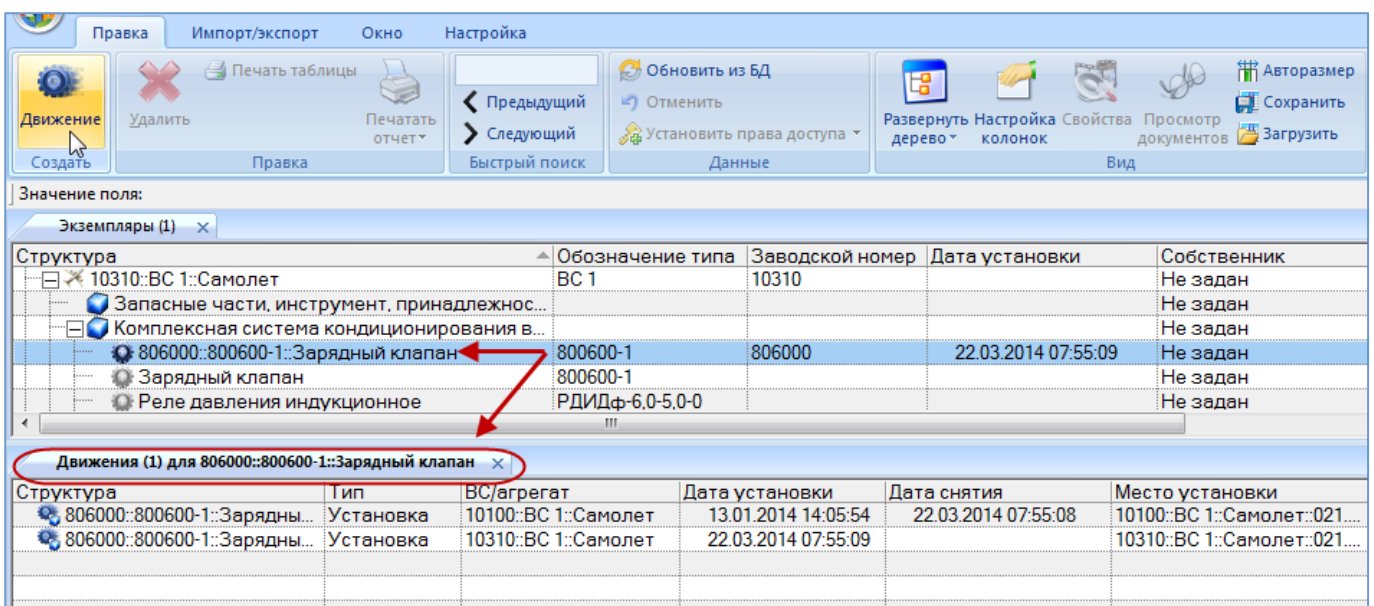 Правка Импорт/экспорт Окно Настройка
Движение
Создать
Удалить
Печать таблицы
Печатать отчет
Правка
Предыдущий
Следующий
Быстрый поиск
Обновить из БД
Отменить
Установить права доступа
Данные
Развернуть дерево
Настройка колонок
Свойства
Просмотр документов
Авторазмер
Сохранить
Загрузить
Вид
Значение поля:
Экземпляры (1)
Структура Обозначение типа Заводской номер Дата установки Собственник
10310::ВС 1::Самолет ВС 1 10310 Не задан
Запасные части, инструмент, принадлежнос... Не задан
Комплексная система кондиционирования в... Не задан
806000::800600-1::Зарядный клапан 800600-1 806000 22.03.2014 07:55:09 Не задан
Зарядный клапан 800600-1 Не задан
Реле давления индукционное РДИДф-6,0-5,0-0 Не задан
Движения (1) для 806000::800600-1::Зарядный клапан
Структура Тип ВС/агрегат Дата установки Дата снятия Место установки
806000::800600-1::Зарядны... Установка 10100::ВС 1::Самолет 13.01.2014 14:05:54 22.03.2014 07:55:08 10100::ВС 1::Самолет::021....
806000::800600-1::Зарядны... Установка 10310::ВС 1::Самолет 22.03.2014 07:55:09 10310::ВС 1::Самолет::021....